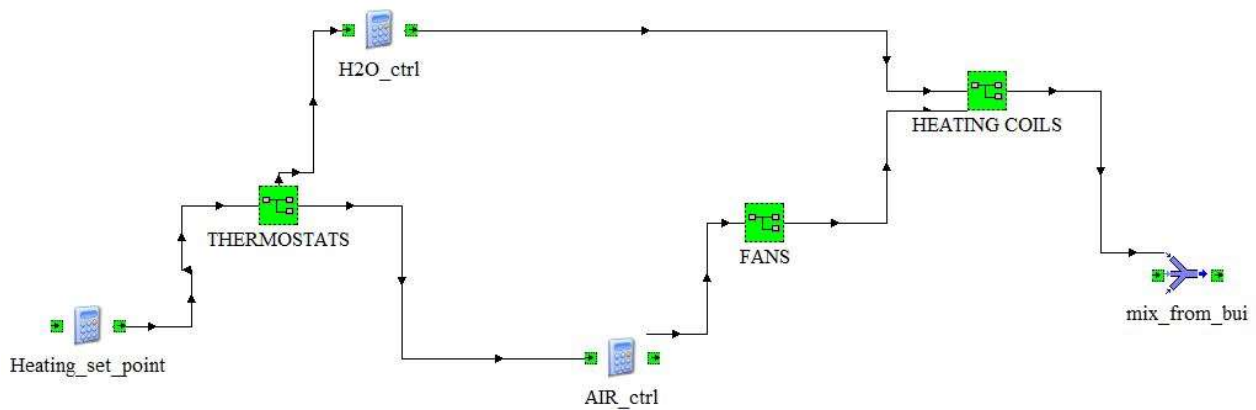 H2O_ctrl
HEATING COILS
THERMOSTATS
FANS
mix_from_bui
Heating_set_point
AIR_ctrl